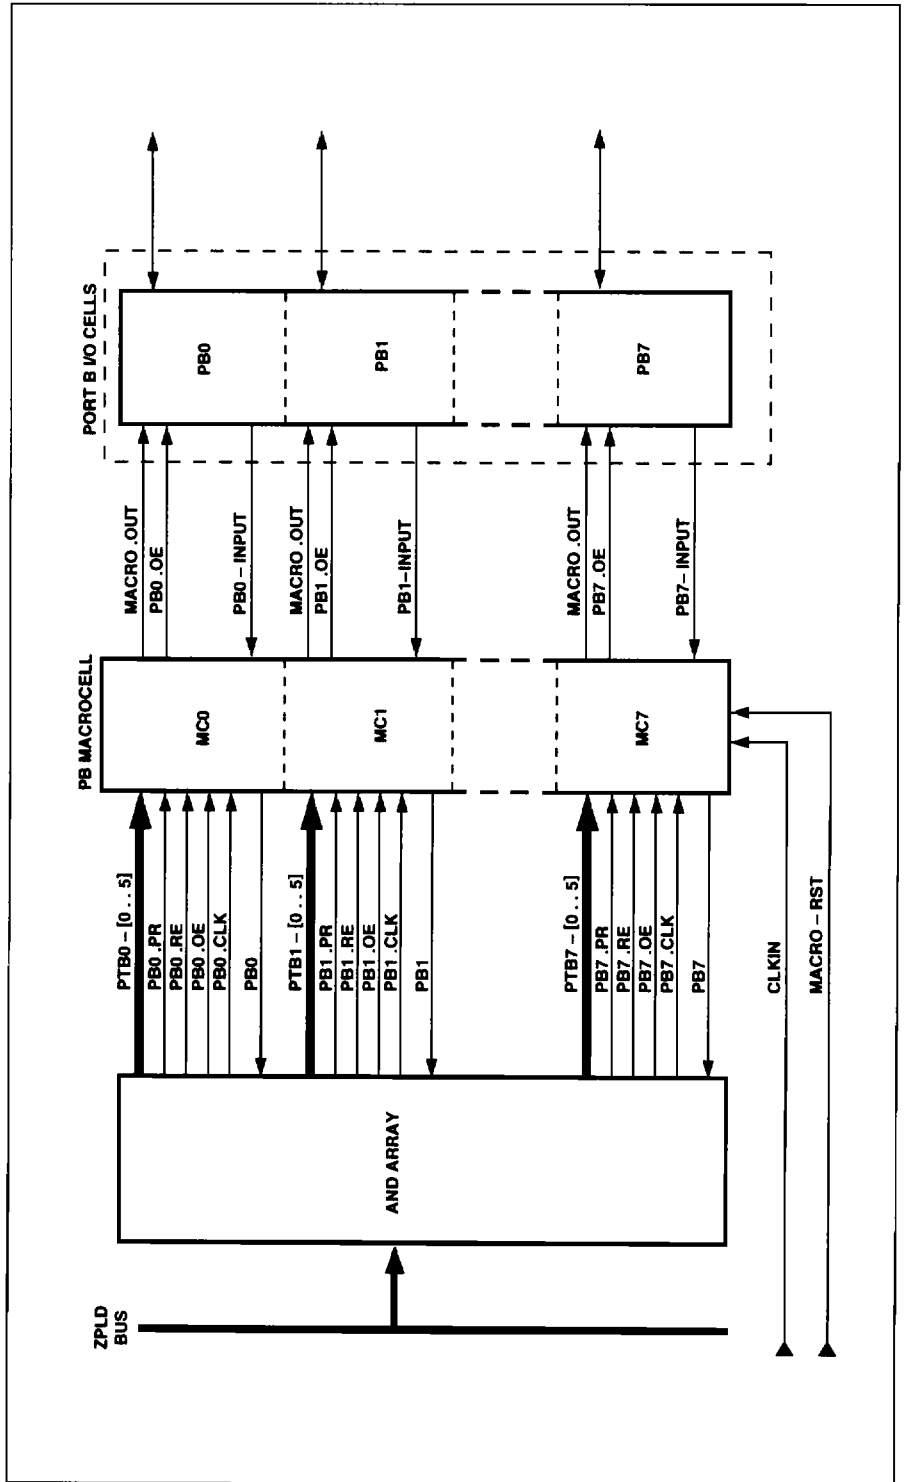 ZPLD
BUS
AND ARRAY
PTB0 – [0 . . 5]
PB0 .PR
PB0 .RE
PB0 .OE
PB0 .CLK
PB0
PTB1 – [0 . . 5]
PB1 .PR
PB1 .RE
PB1 .OE
PB1 .CLK
PB1
PTB7 – [0 . . 5]
PB7 .PR
PB7 .RE
PB7 .OE
PB7 .CLK
PB7
CLKIN
MACRO – RST
PB MACROCELL
MC0
MC1
MC7
MACRO .OUT
PB0 .OE
PB0 – INPUT
MACRO .OUT
PB1 .OE
PB1–INPUT
MACRO .OUT
PB7 .OE
PB7– INPUT
PORT B I/O CELLS
PB0
PB1
PB7